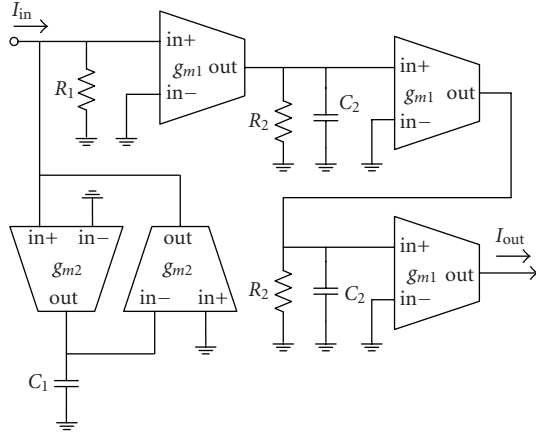 I_in
in+
g_m1 out
in−
R_1
R_2
C_2
in+
g_m1 out
in−
in+ in−
g_m2
out
out
g_m2
in− in+
C_1
R_2
C_2
in+
g_m1 out
in−
I_out